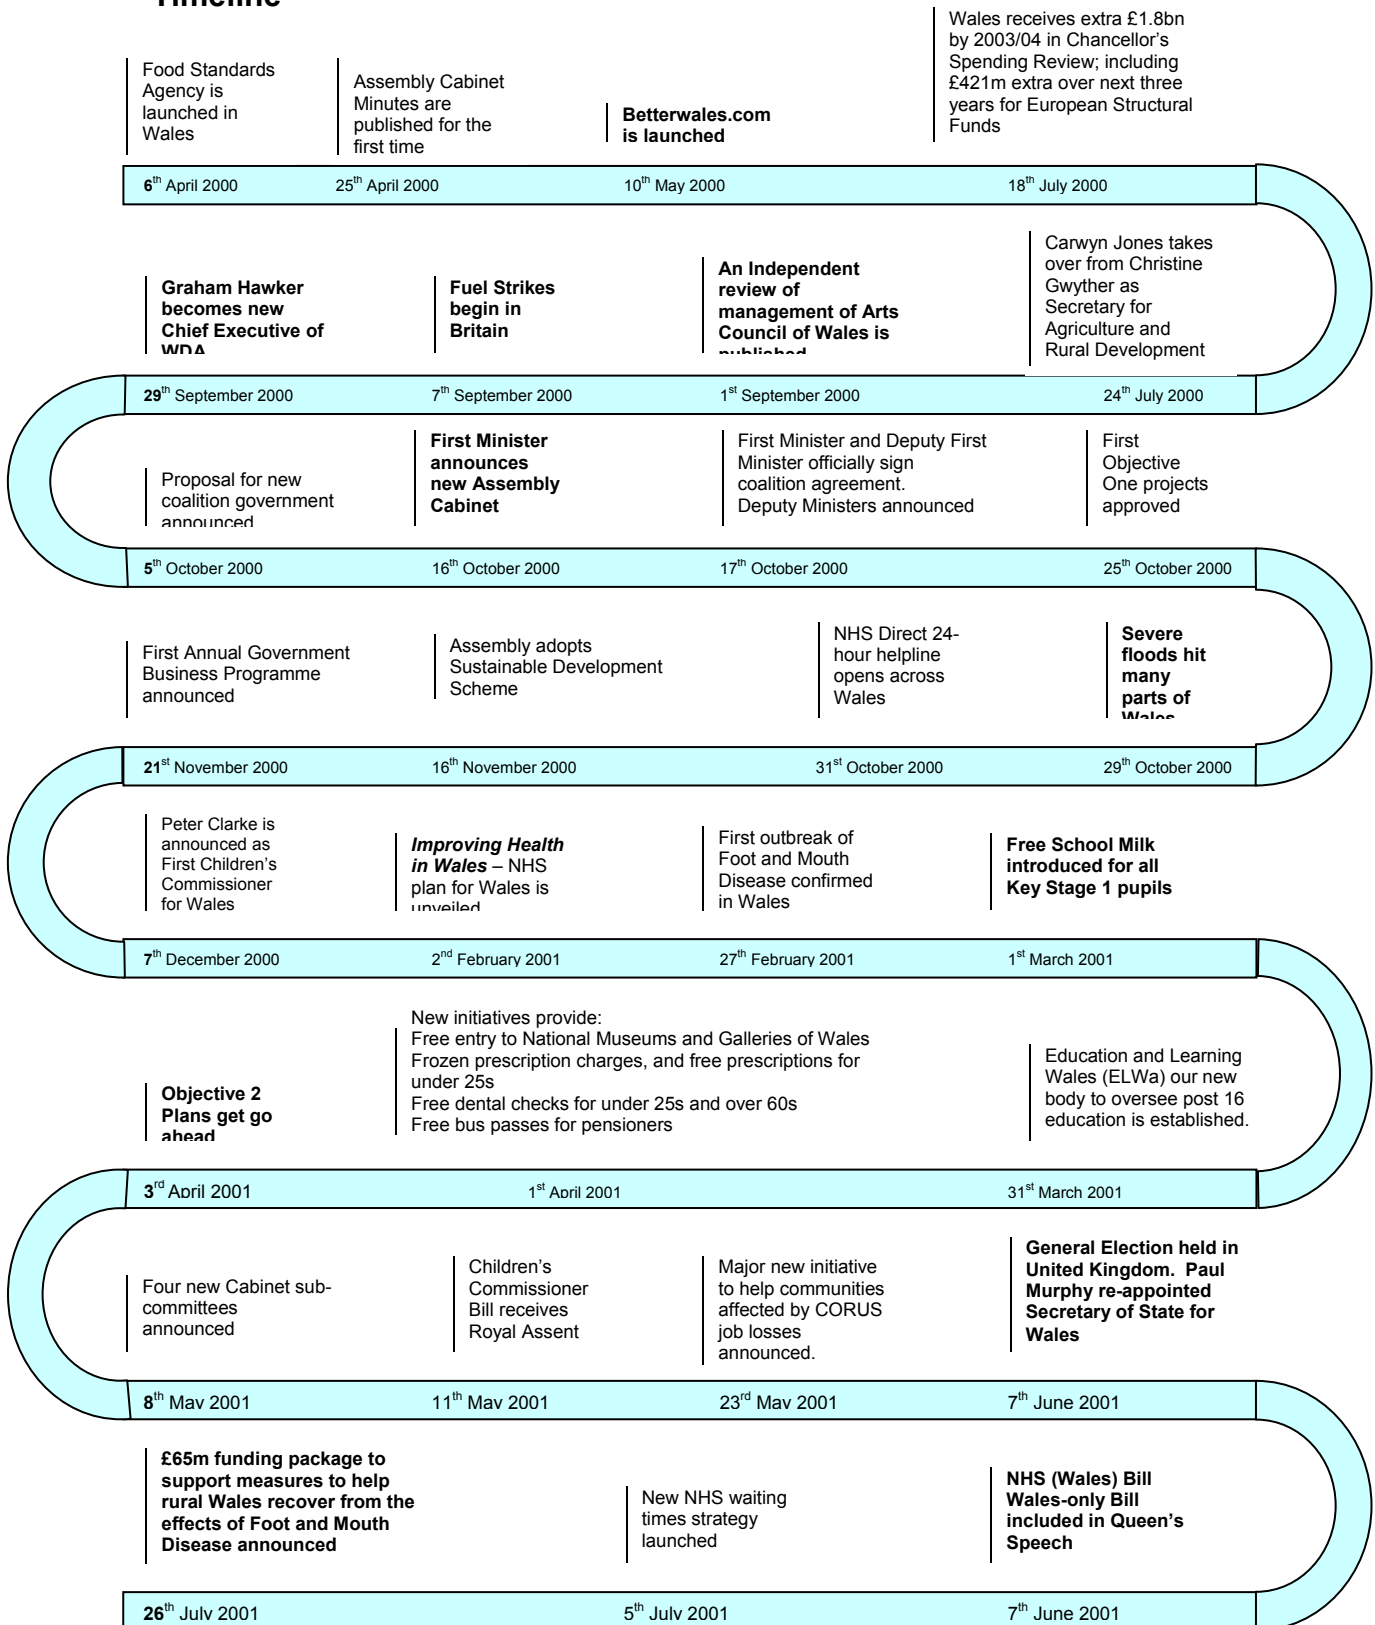 Timeline
Wales receives extra £1.8bn
by 2003/04 in Chancellor's
Spending Review; including
£421m extra over next three
years for European Structural
Funds
Food Standards
Agency is
launched in
Wales
Assembly Cabinet
Minutes are
published for the
first time
Betterwales.com
is launched
6th April 2000
25th April 2000
10th May 2000
18th July 2000
Graham Hawker
becomes new
Chief Executive of
WDA
Fuel Strikes
begin in
Britain
An Independent
review of
management of Arts
Council of Wales is
published
Carwyn Jones takes
over from Christine
Gwyther as
Secretary for
Agriculture and
Rural Development
29th September 2000
7th September 2000
1st September 2000
24th July 2000
Proposal for new
coalition government
announced
First Minister
announces
new Assembly
Cabinet
First Minister and Deputy First
Minister officially sign
coalition agreement.
Deputy Ministers announced
First
Objective
One projects
approved
5th October 2000
16th October 2000
17th October 2000
25th October 2000
First Annual Government
Business Programme
announced
Assembly adopts
Sustainable Development
Scheme
NHS Direct 24-
hour helpline
opens across
Wales
Severe
floods hit
many
parts of
Wales
21st November 2000
16th November 2000
31st October 2000
29th October 2000
Peter Clarke is
announced as
First Children's
Commissioner
for Wales
Improving Health
in Wales – NHS
plan for Wales is
unveiled
First outbreak of
Foot and Mouth
Disease confirmed
in Wales
Free School Milk
introduced for all
Key Stage 1 pupils
7th December 2000
2nd February 2001
27th February 2001
1st March 2001
Objective 2
Plans get go
ahead
New initiatives provide:
Free entry to National Museums and Galleries of Wales
Frozen prescription charges, and free prescriptions for
under 25s
Free dental checks for under 25s and over 60s
Free bus passes for pensioners
Education and Learning
Wales (ELWa) our new
body to oversee post 16
education is established.
3rd April 2001
1st April 2001
31st March 2001
Four new Cabinet sub-
committees
announced
Children's
Commissioner
Bill receives
Royal Assent
Major new initiative
to help communities
affected by CORUS
job losses
announced.
General Election held in
United Kingdom.  Paul
Murphy re-appointed
Secretary of State for
Wales
8th May 2001
11th May 2001
23rd May 2001
7th June 2001
£65m funding package to
support measures to help
rural Wales recover from the
effects of Foot and Mouth
Disease announced
New NHS waiting
times strategy
launched
NHS (Wales) Bill
Wales-only Bill
included in Queen's
Speech
26th July 2001
5th July 2001
7th June 2001